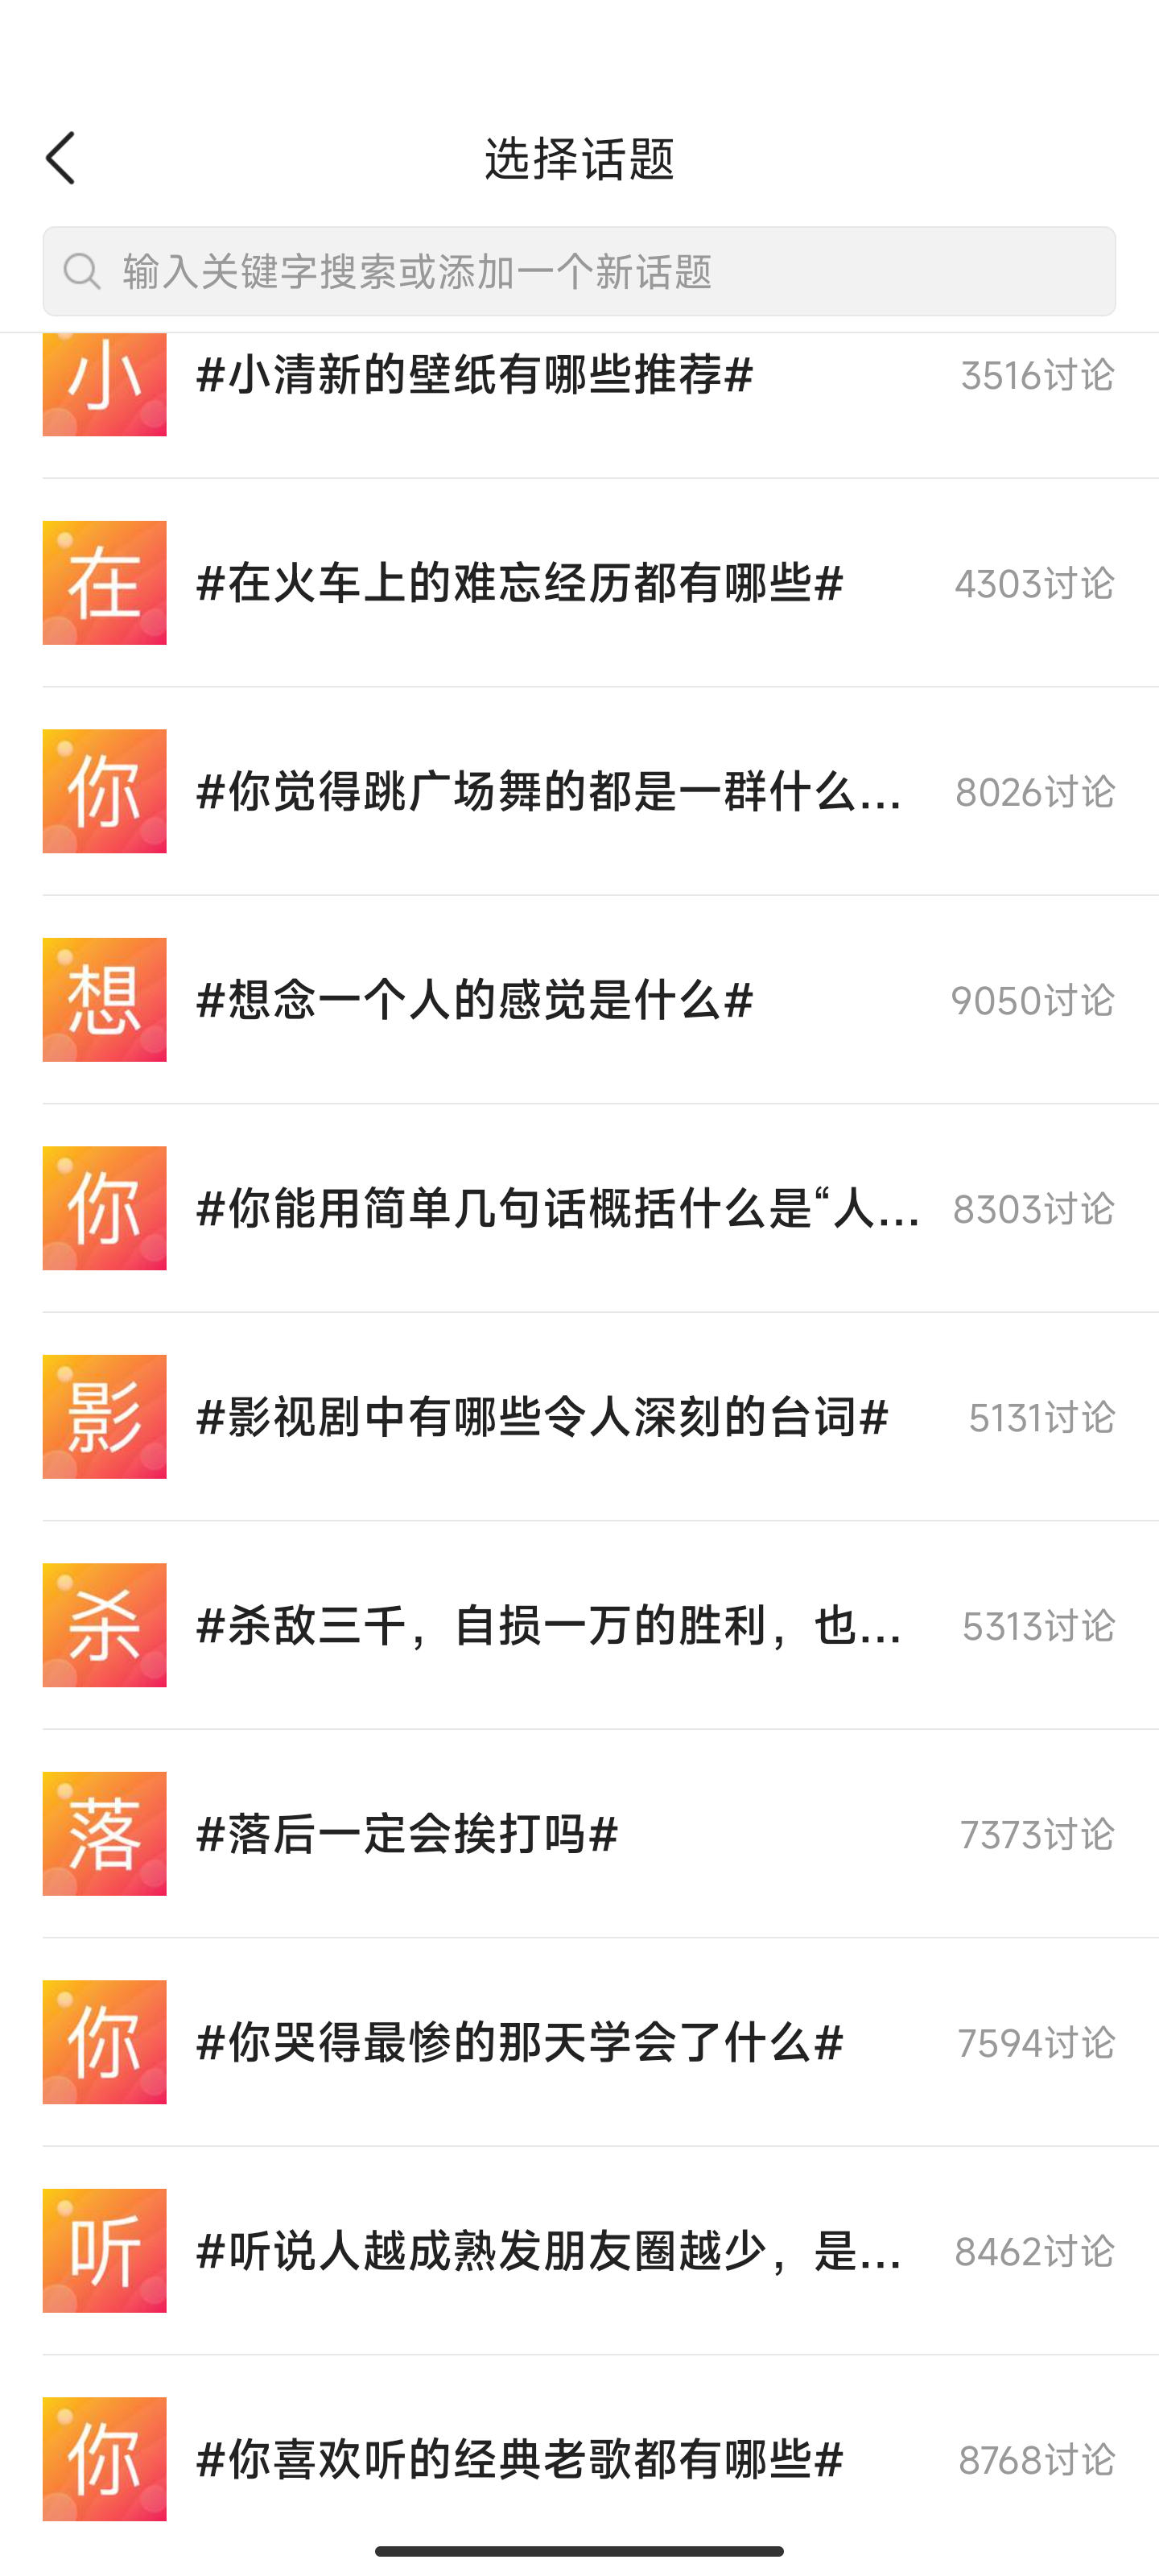 选择话题
输入关键字搜索或添加一个新话题
小 #小清新的壁纸有哪些推荐# 3516讨论
在 #在火车上的难忘经历都有哪些# 4303讨论
你 #你觉得跳广场舞的都是一群什么... 8026讨论
想 #想念一个人的感觉是什么# 9050讨论
你 #你能用简单几句话概括什么是“人... 8303讨论
影 #影视剧中有哪些令人深刻的台词# 5131讨论
杀 #杀敌三千，自损一万的胜利，也... 5313讨论
落 #落后一定会挨打吗# 7373讨论
你 #你哭得最惨的那天学会了什么# 7594讨论
听 #听说人越成熟发朋友圈越少，是... 8462讨论
你 #你喜欢听的经典老歌都有哪些# 8768讨论